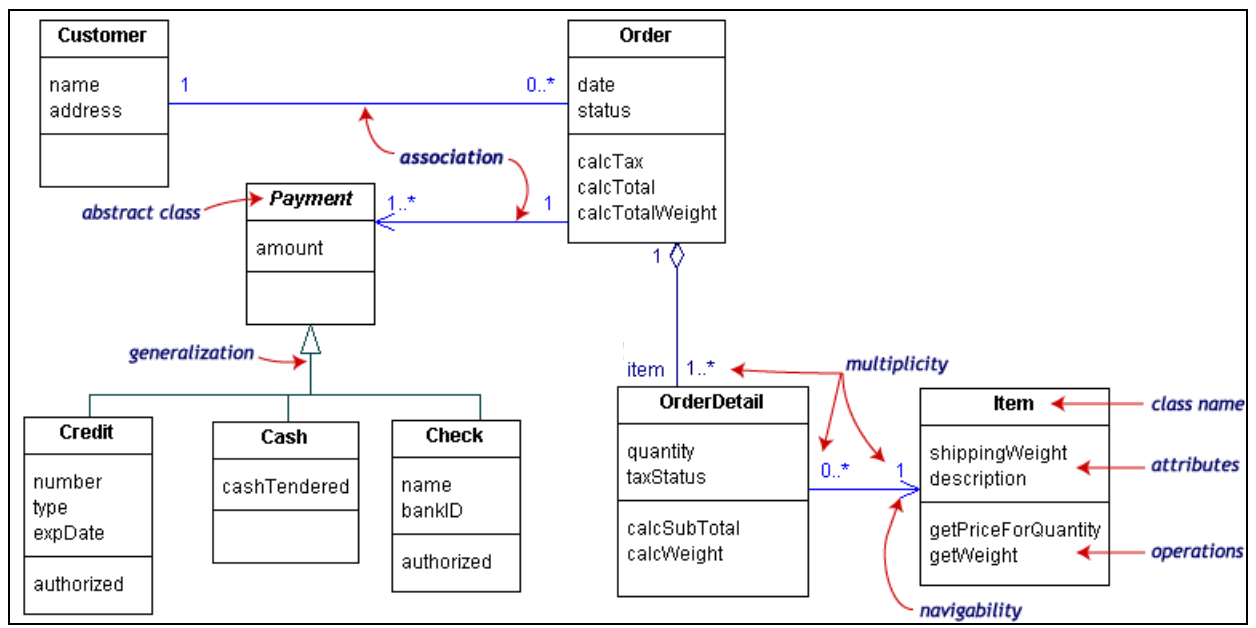 Customer
name
address
1
0..*
Order
date
status
calcTax
calcTotal
calcTotalWeight
association
abstract class
Payment
amount
1..*
1
1
generalization
item
1..*
multiplicity
Credit
number
type
expDate
authorized
Cash
cashTendered
Check
name
bankID
authorized
OrderDetail
quantity
taxStatus
calcSubTotal
calcWeight
0..*
1
Item
shippingWeight
description
getPriceForQuantity
getWeight
class name
attributes
operations
navigability